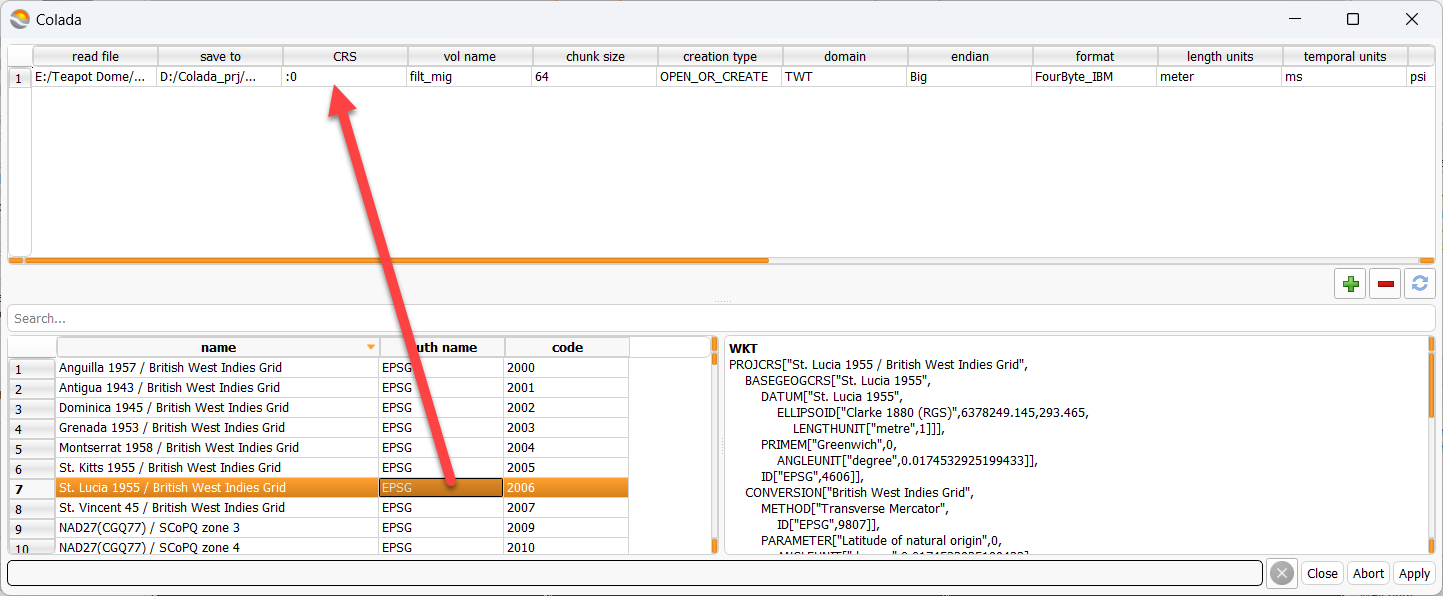 Colada
read file save to CRS vol name chunk size creation type domain endian format length units temporal units
1 E:/Teapot Dome/... D:/Colada_prj/... :0 filt_mig 64 OPEN_OR_CREATE TWT Big FourByte_IBM meter ms psi
Search...
name uth name code
1 Anguilla 1957 / British West Indies Grid EPSG 2000
2 Antigua 1943 / British West Indies Grid EPSG 2001
3 Dominica 1945 / British West Indies Grid EPSG 2002
4 Grenada 1953 / British West Indies Grid EPSG 2003
5 Montserrat 1958 / British West Indies Grid EPSG 2004
6 St. Kitts 1955 / British West Indies Grid EPSG 2005
7 St. Lucia 1955 / British West Indies Grid EPSG 2006
8 St. Vincent 45 / British West Indies Grid EPSG 2007
9 NAD27(CGQ77) / SCoPQ zone 3 EPSG 2009
10 NAD27(CGQ77) / SCoPQ zone 4 EPSG 2010
WKT
PROJCRS["St. Lucia 1955 / British West Indies Grid",
BASEGEOGCRS["St. Lucia 1955",
DATUM["St. Lucia 1955",
ELLIPSOID["Clarke 1880 (RGS)",6378249.145,293.465,
LENGTHUNIT["metre",1]]],
PRIMEM["Greenwich",0,
ANGLEUNIT["degree",0.0174532925199433]],
ID["EPSG",4606]],
CONVERSION["British West Indies Grid",
METHOD["Transverse Mercator",
ID["EPSG",9807]],
PARAMETER["Latitude of natural origin",0,
Close Abort Apply